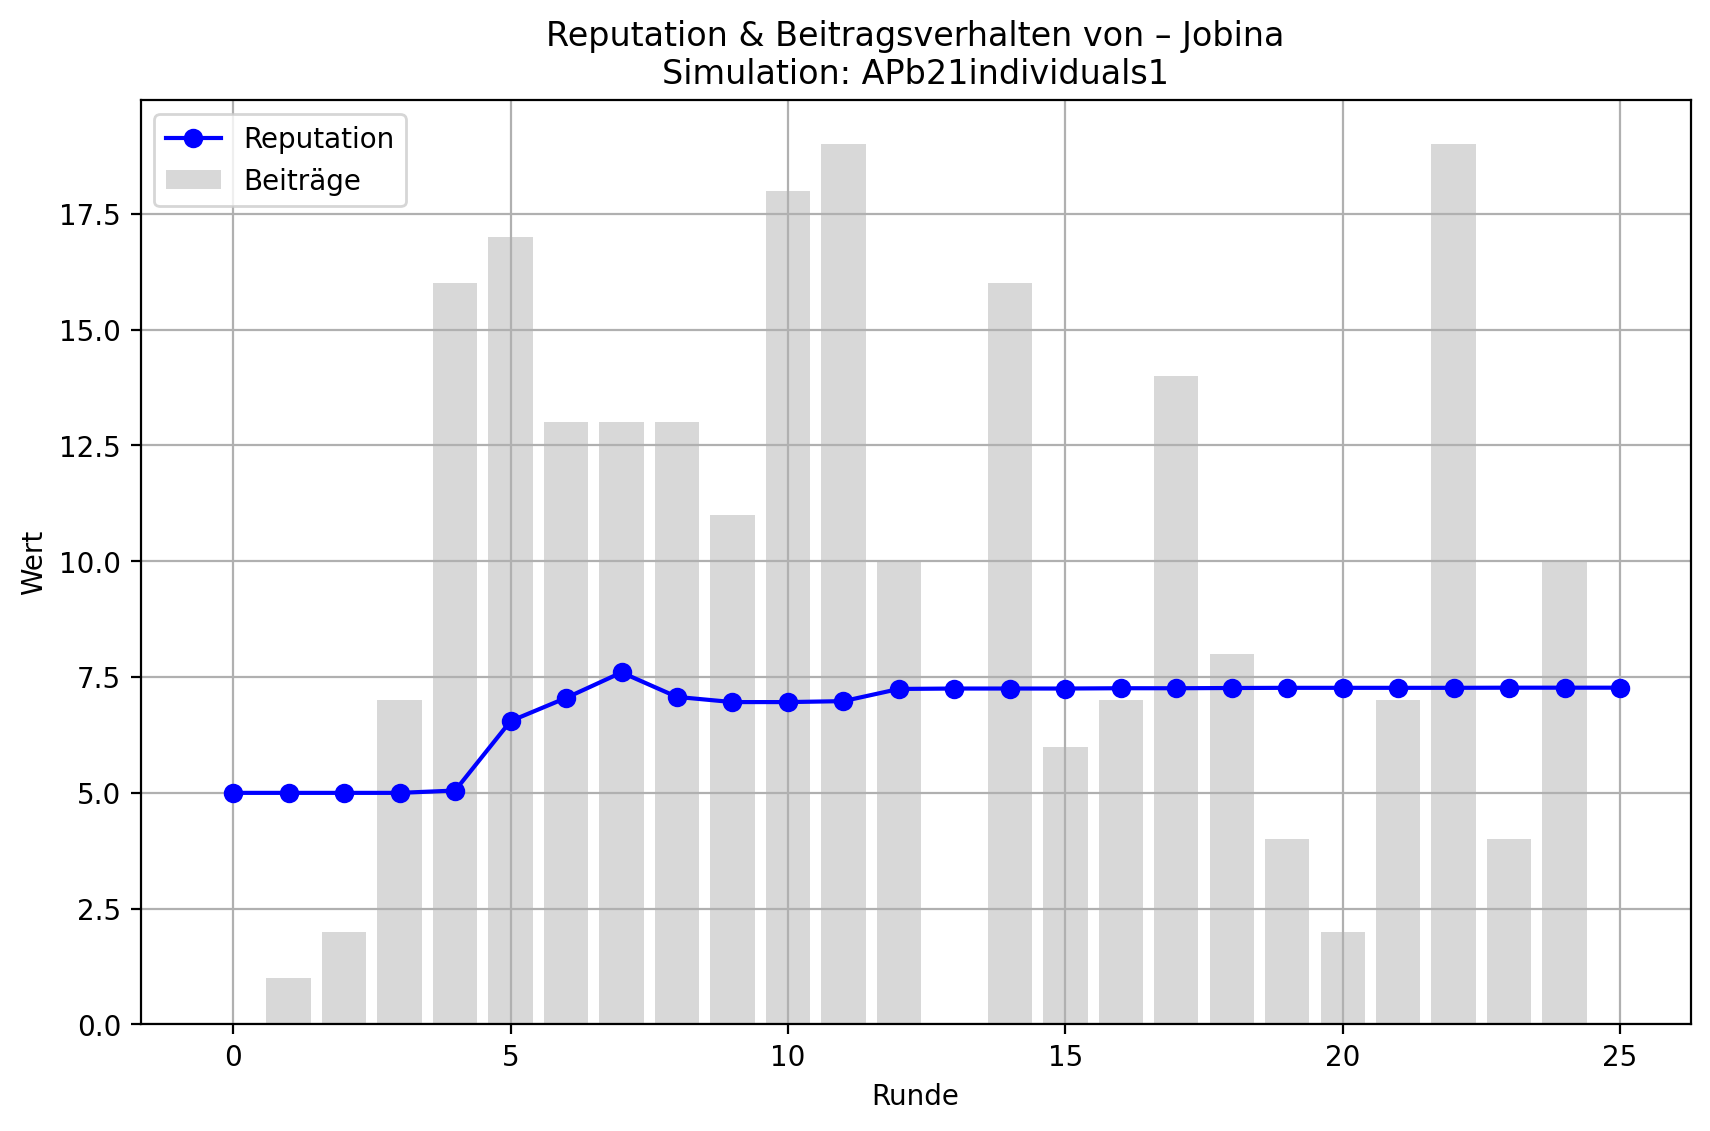 Reputation & Beitragsverhalten von – Jobina
Simulation: APb21individuals1
Reputation
Beiträge
Wert
17.5
15.0
12.5
10.0
7.5
5.0
2.5
0.0
0 5 10 15 20 25
Runde